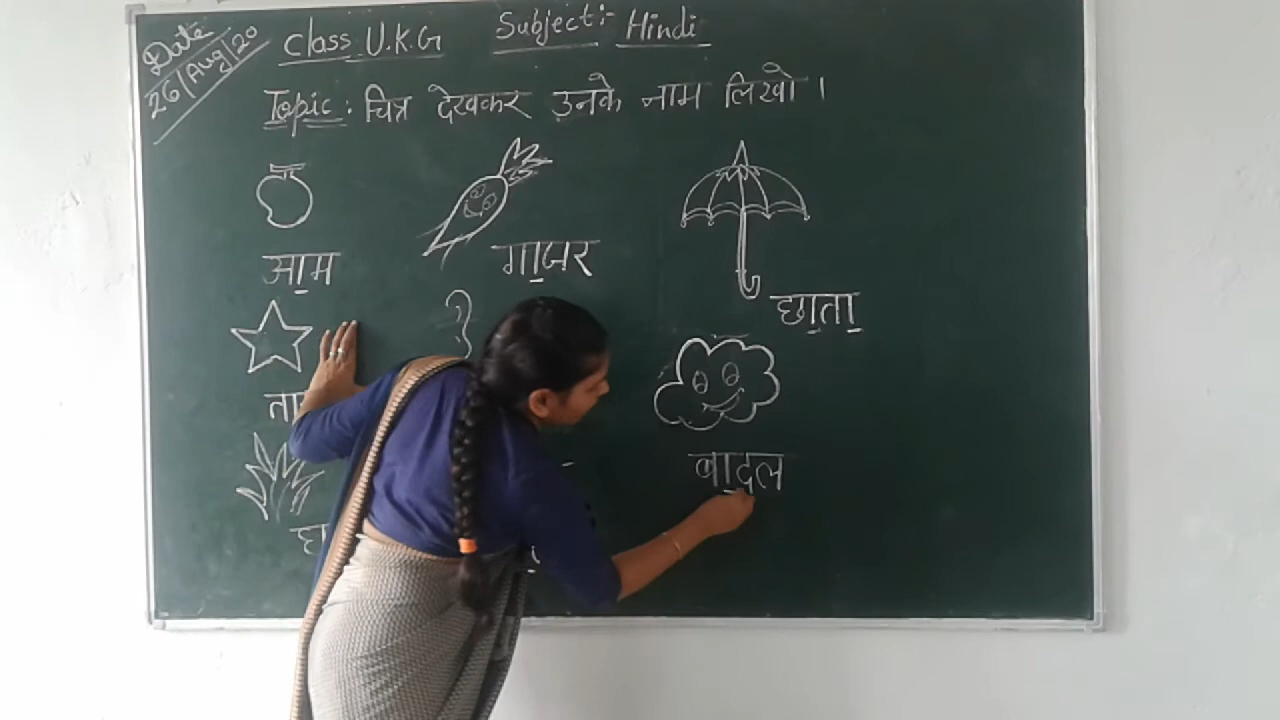 Date
26/Aug/20
Class U.K.G
Subject:- Hindi
Topic: चित्र देखकर उनके नाम लिखो ।
आम
गाजर
छाता
बादल